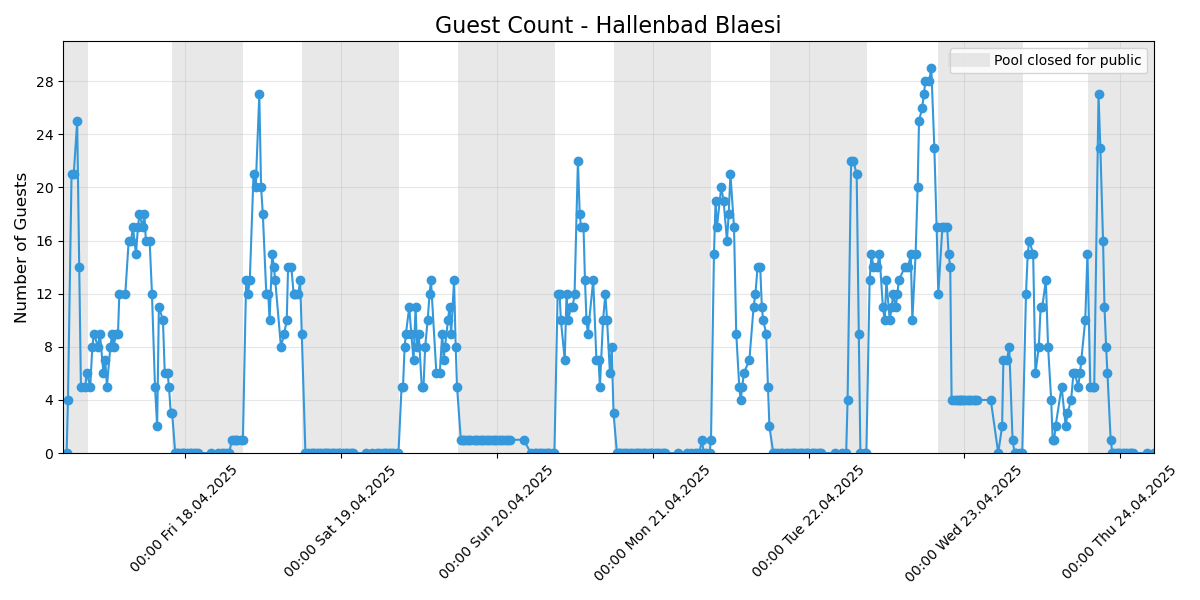 Guest Count - Hallenbad Blaesi
Pool closed for public
Number of Guests
28
24
20
16
12
8
4
0
00:00 Fri 18.04.2025
00:00 Sat 19.04.2025
00:00 Sun 20.04.2025
00:00 Mon 21.04.2025
00:00 Tue 22.04.2025
00:00 Wed 23.04.2025
00:00 Thu 24.04.2025